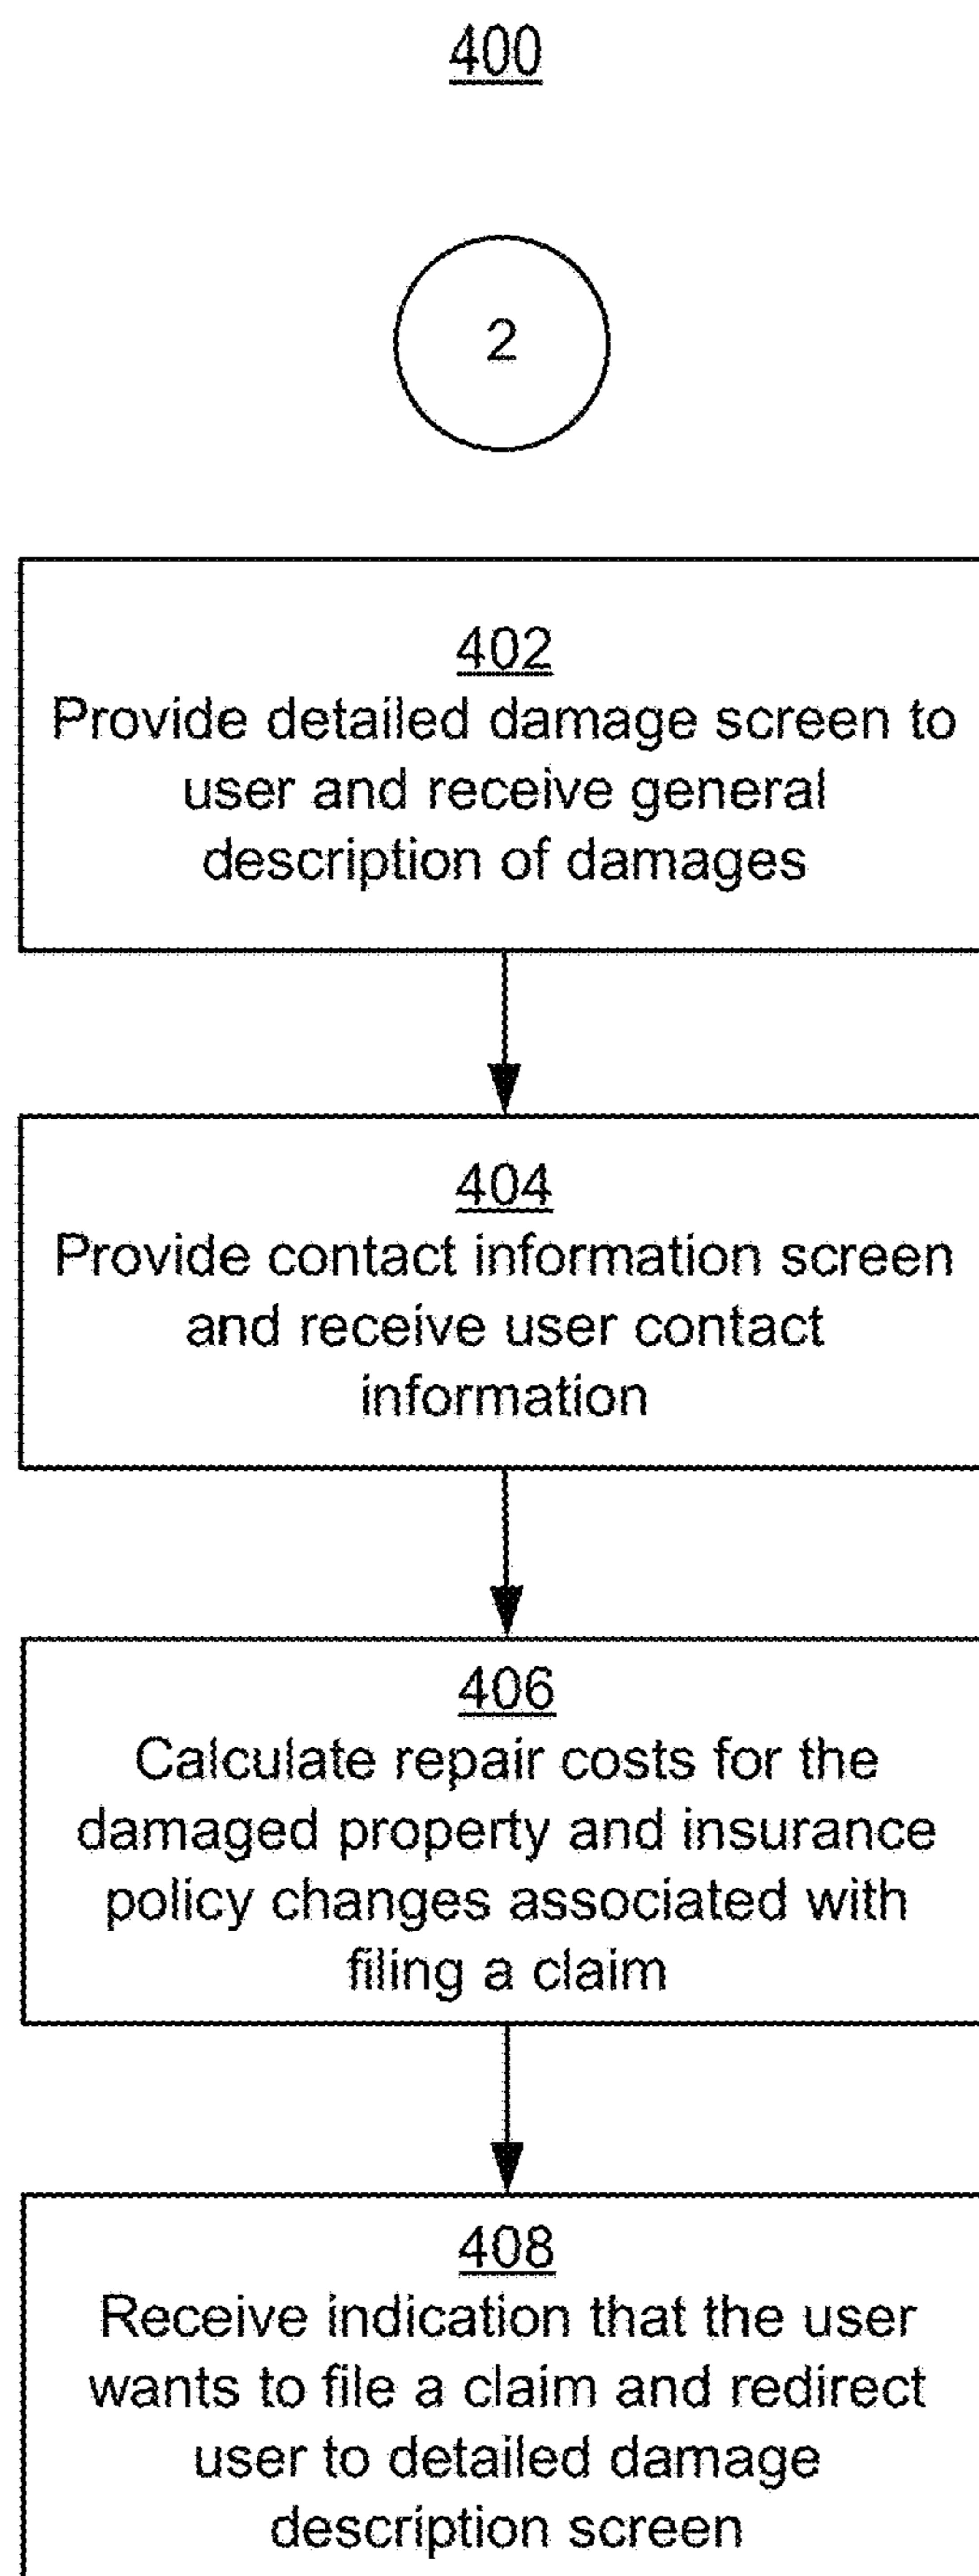 400
2
402
Provide detailed damage screen to
user and receive general
description of damages
404
Provide contact information screen
and receive user contact
information
406
Calculate repair costs for the
damaged property and insurance
policy changes associated with
filing a claim
408
Receive indication that the user
wants to file a claim and redirect
user to detailed damage
description screen